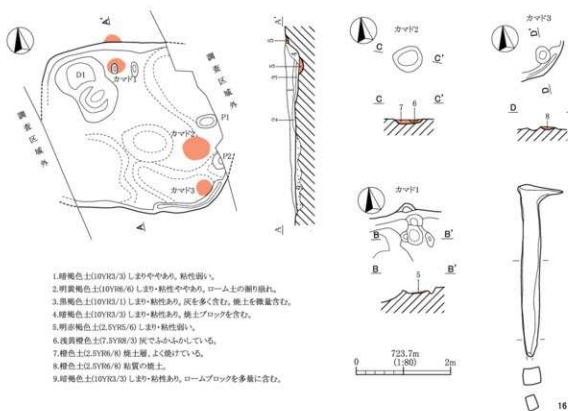 カマド2
カマド3
A'
A'
D1
カマド1
調査区域外
調査区域外
P1
カマド2
P2
カマド3
A
A
5
5
3
1
2
C
C'
C
C'
7 6
D'
D
D
D'
8
カマド1
B
B'
B
B'
5
1.暗褐色土(10YR3/3) しまりややあり。粘性弱い。
2.明黄褐色土(10YR6/6) しまり・粘性ややあり。ローム土の掘り崩れ。
3.黒褐色土(10YR3/1) しまり・粘性あり。灰を多く含む。焼土を微量含む。
4.暗褐色土(10YR3/3) しまり・粘性あり。焼土ブロックを含む。
5.明赤褐色土(2.5YR5/6) しまり・粘性弱い。
6.浅黄橙色土(7.5YR8/3) 灰でふかふかしている。
7.橙色土(2.5YR6/8) 焼土層。よく焼けている。
8.橙色土(2.5YR6/8) 粘質の焼土。
9.暗褐色土(10YR3/3) しまり・粘性あり。ロームブロックを多量に含む。
723.7m
0 (1:80) 2m
16